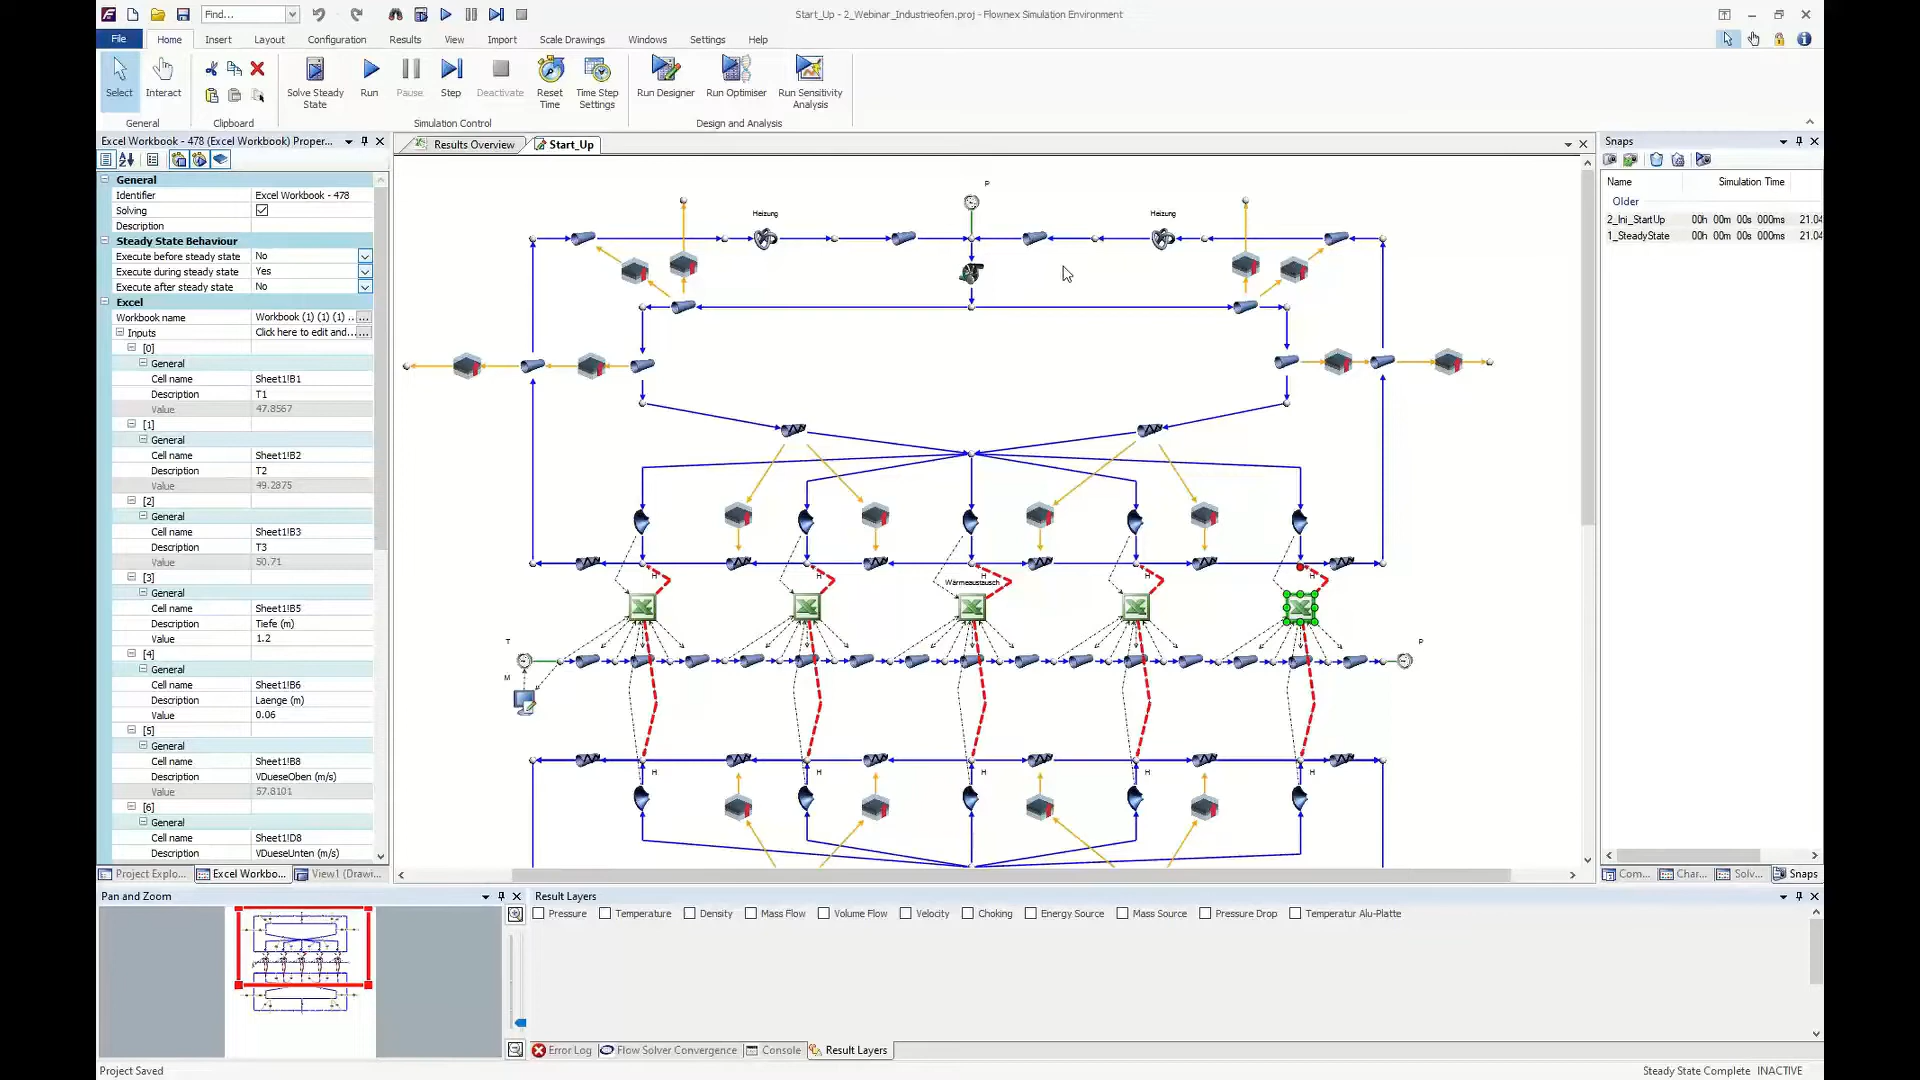 Find...
Start_Up - 2_Webinar_Industrieofen.proj - Flownex Simulation Environment
File Home Insert Layout Configuration Results View Import Scale Drawings Windows Settings Help
Select Interact
Solve Steady State Run Pause Step Deactivate Reset Time Time Step Settings
Run Designer Run Optimiser Run Sensitivity Analysis
General Clipboard Simulation Control Design and Analysis
Excel Workbook - 478 (Excel Workbook) Proper...
General
Identifier Excel Workbook - 478
Solving
Description
Steady State Behaviour
Execute before steady state No
Execute during steady state Yes
Execute after steady state No
Excel
Workbook name Workbook (1) (1) (1) ... ...
Inputs Click here to edit and... ...
[0]
General
Cell name Sheet1!B1
Description T1
Value 47.8567
[1]
General
Cell name Sheet1!B2
Description T2
Value 49.2875
[2]
General
Cell name Sheet1!B3
Description T3
Value 50.71
[3]
General
Cell name Sheet1!B5
Description Tiefe (m)
Value 1.2
[4]
General
Cell name Sheet1!B6
Description Laenge (m)
Value 0.06
[5]
General
Cell name Sheet1!B8
Description VDueseOben (m/s)
Value 57.8101
[6]
General
Cell name Sheet1!D8
Description VDueseUnten (m/s)
Project Explo... Excel Workbo... View1 (Drawi...
Results Overview Start_Up
P
Heizung Heizung
H H H H H
Wärmeaustausch
T P
M
H H H H H
Snaps
Name Simulation Time
Older
2_Ini_StartUp 00h 00m 00s 000ms 21.04
1_SteadyState 00h 00m 00s 000ms 21.04
Com... Char... Solv... Snaps
Pan and Zoom
Result Layers
Pressure Temperature Density Mass Flow Volume Flow Velocity Choking Energy Source Mass Source Pressure Drop Temperatur Alu-Platte
Error Log Flow Solver Convergence Console Result Layers
Project Saved
Steady State Complete INACTIVE